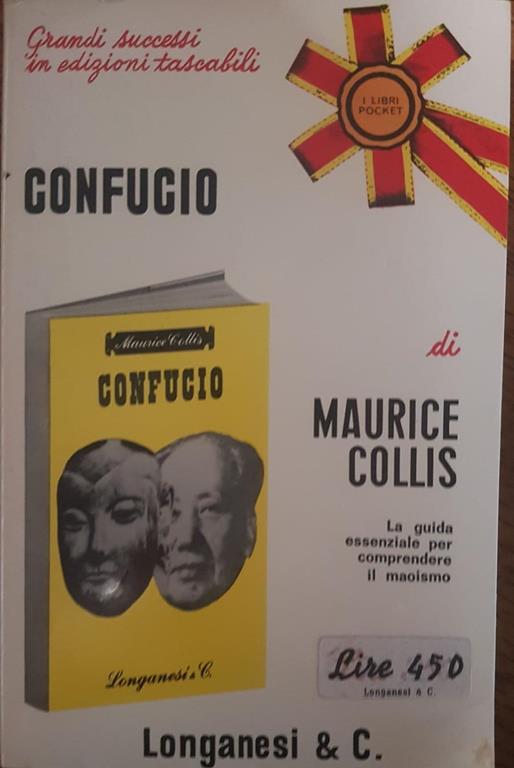 Grandi successi
in edizioni tascabili
I LIBRI
POCKET
CONFUCIO
Maurice Collis
CONFUCIO
Longanesi & C.
di
MAURICE
COLLIS
La guida
essenziale per
comprendere
il maoismo
Lire 450
Longanesi & C.
Longanesi & C.